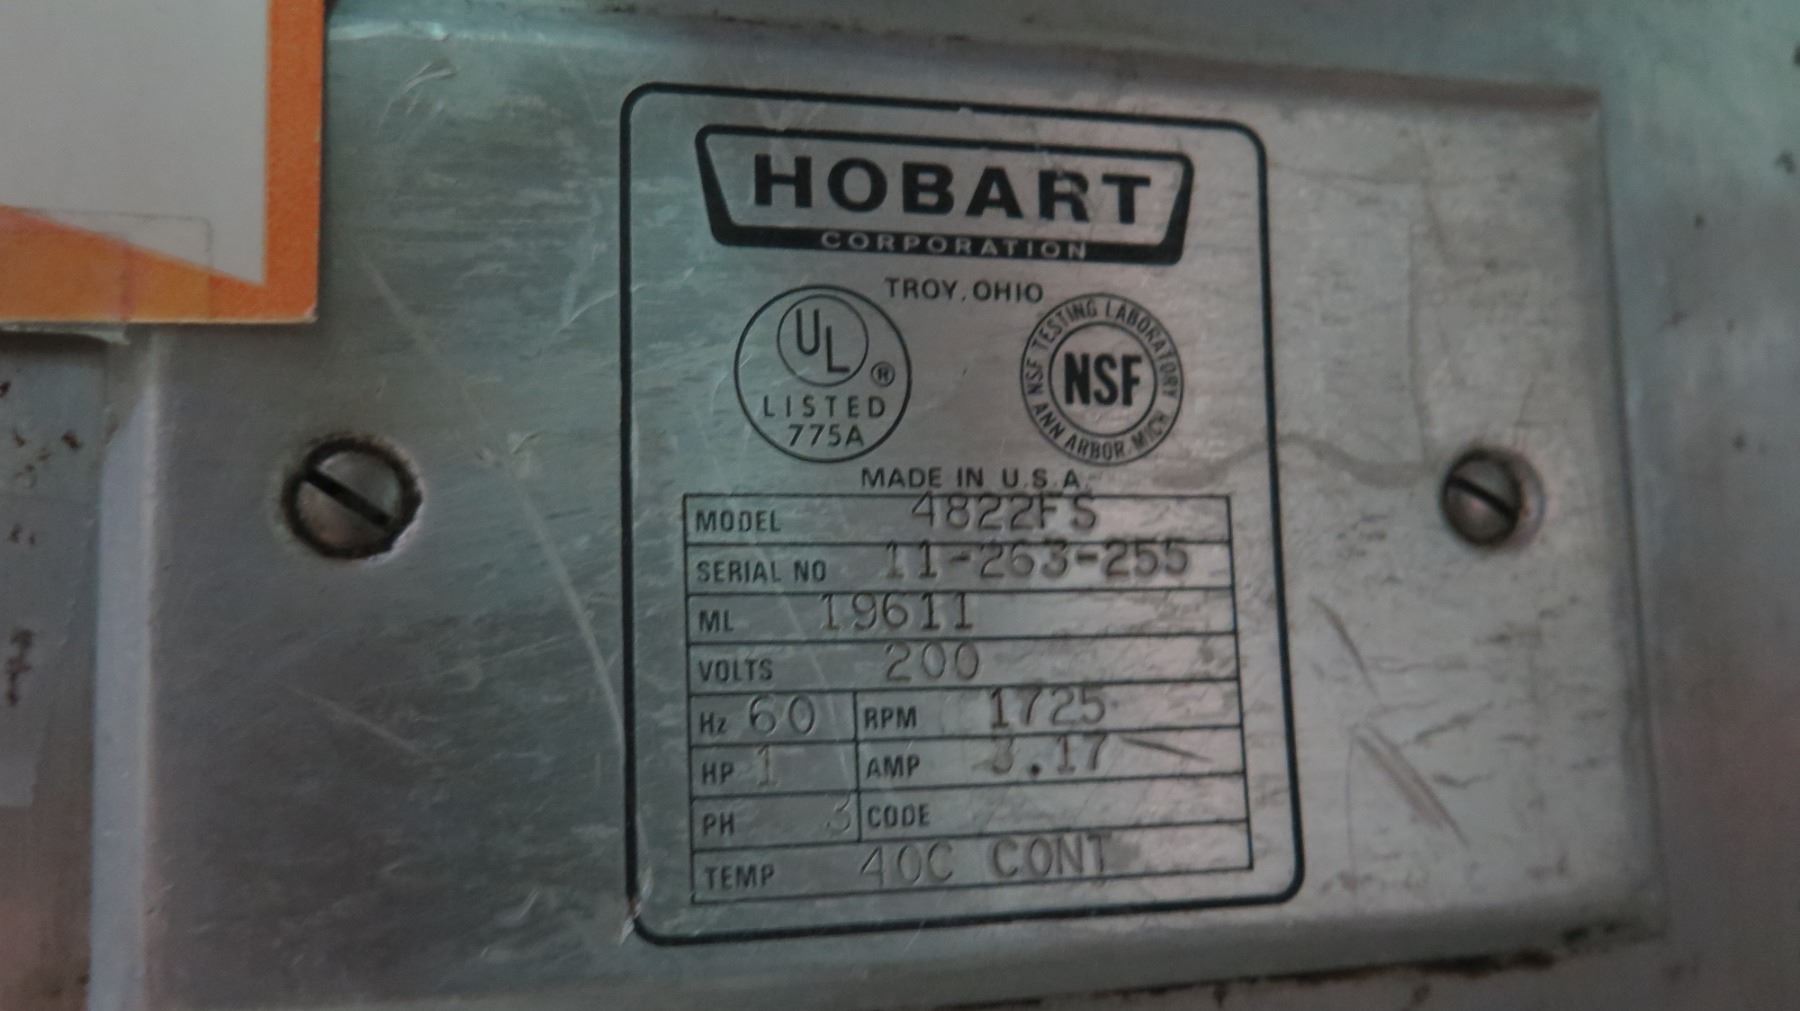 HOBART
CORPORATION
TROY, OHIO
UL ®
LISTED
775A
NSF TESTING LABORATORY
NSF
ANN ARBOR, MICH
MADE IN U.S.A.
MODEL 4822FS
SERIAL NO 11-263-255
ML 19611
VOLTS 200
Hz 60 RPM 1725
HP 1 AMP 3.17
PH 3 CODE
TEMP 40C CONT